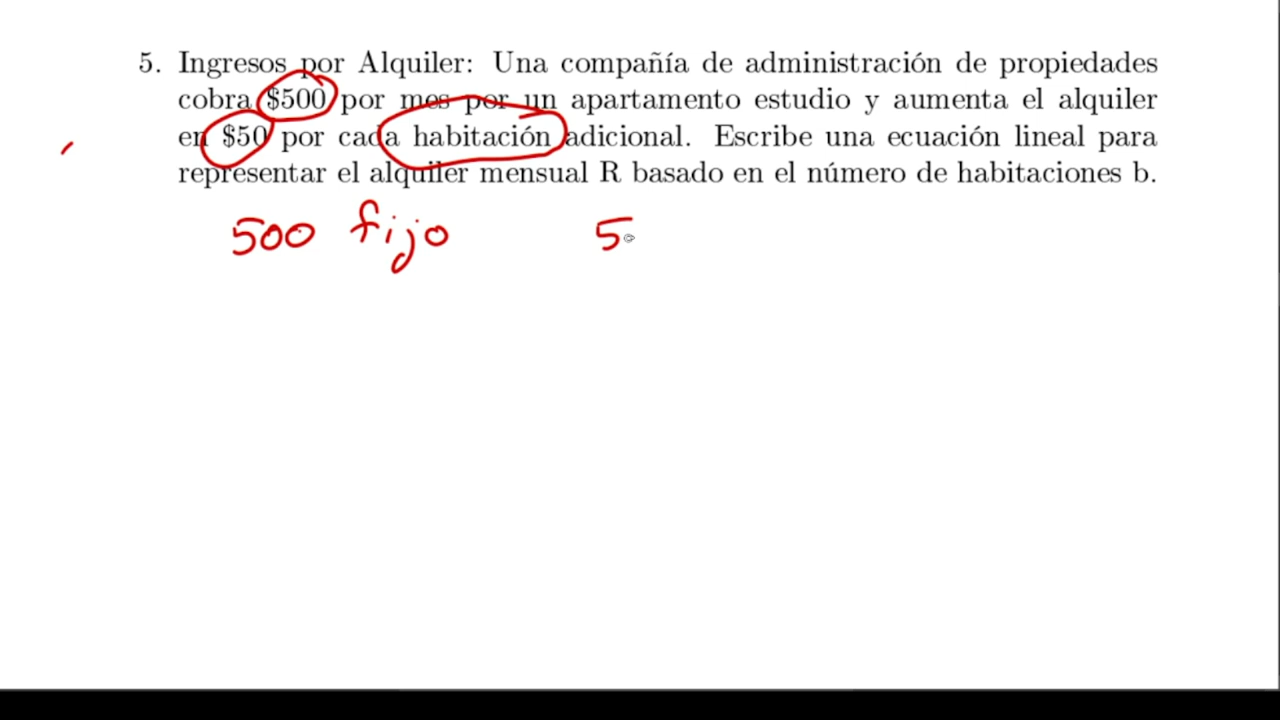 5. Ingresos por Alquiler: Una compañía de administración de propiedades
cobra $500 por mes por un apartamento estudio y aumenta el alquiler
en $50 por cada habitación adicional. Escribe una ecuación lineal para
representar el alquiler mensual R basado en el número de habitaciones b.
500 fijo 5